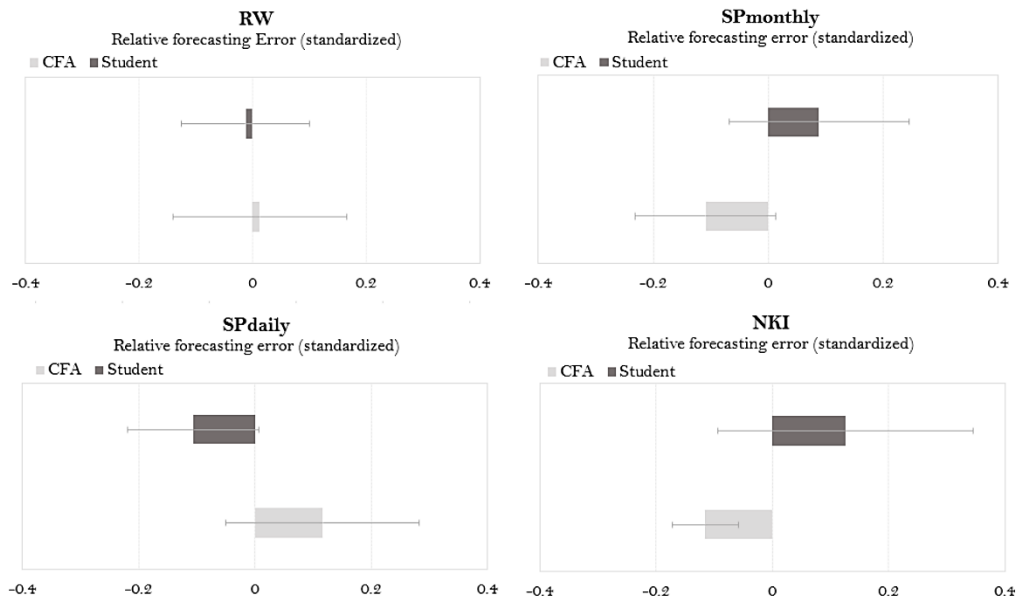 RW
Relative forecasting Error (standardized)
CFA Student
-0.4 -0.2 0 0.2 0.4
SPmonthly
Relative forecasting error (standardized)
CFA Student
-0.4 -0.2 0 0.2 0.4
SPdaily
Relative forecasting error (standardized)
CFA Student
-0.4 -0.2 0 0.2 0.4
NKI
Relative forecasting error (standardized)
CFA Student
-0.4 -0.2 0 0.2 0.4